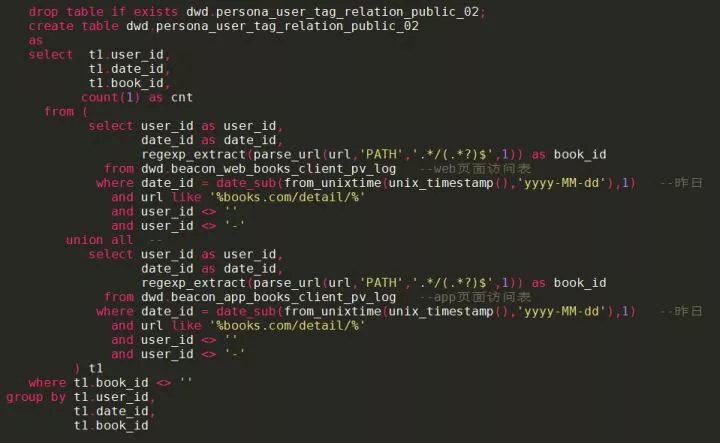 drop table if exists dwd.persona_user_tag_relation_public_02;
create table dwd.persona_user_tag_relation_public_02
as
select  t1.user_id,
t1.date_id,
t1.book_id,
count(1) as cnt
from (
select user_id as user_id,
date_id as date_id,
regexp_extract(parse_url(url,'PATH','.*/(.*?)$',1)) as book_id
from dwd.beacon_web_books_client_pv_log   --web页面访问表
where date_id = date_sub(from_unixtime(unix_timestamp(),'yyyy-MM-dd'),1)   --昨日
and url like '%books.com/detail/%'
and user_id <> ''
and user_id <> '-'
union all  --
select user_id as user_id,
date_id as date_id,
regexp_extract(parse_url(url,'PATH','.*/(.*?)$',1)) as book_id
from dwd.beacon_app_books_client_pv_log   --app页面访问表
where date_id = date_sub(from_unixtime(unix_timestamp(),'yyyy-MM-dd'),1)   --昨日
and url like '%books.com/detail/%'
and user_id <> ''
and user_id <> '-'
) t1
where t1.book_id <> ''
group by t1.user_id,
t1.date_id,
t1.book_id